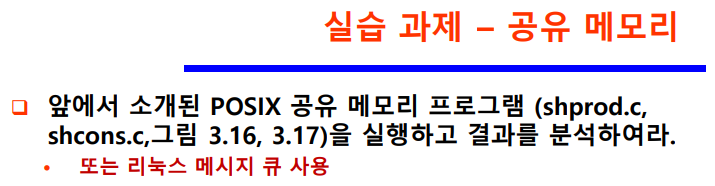 실습 과제 – 공유 메모리
❑ 앞에서 소개된 POSIX 공유 메모리 프로그램 (shprod.c,
shcons.c,그림 3.16, 3.17)을 실행하고 결과를 분석하여라.
• 또는 리눅스 메시지 큐 사용